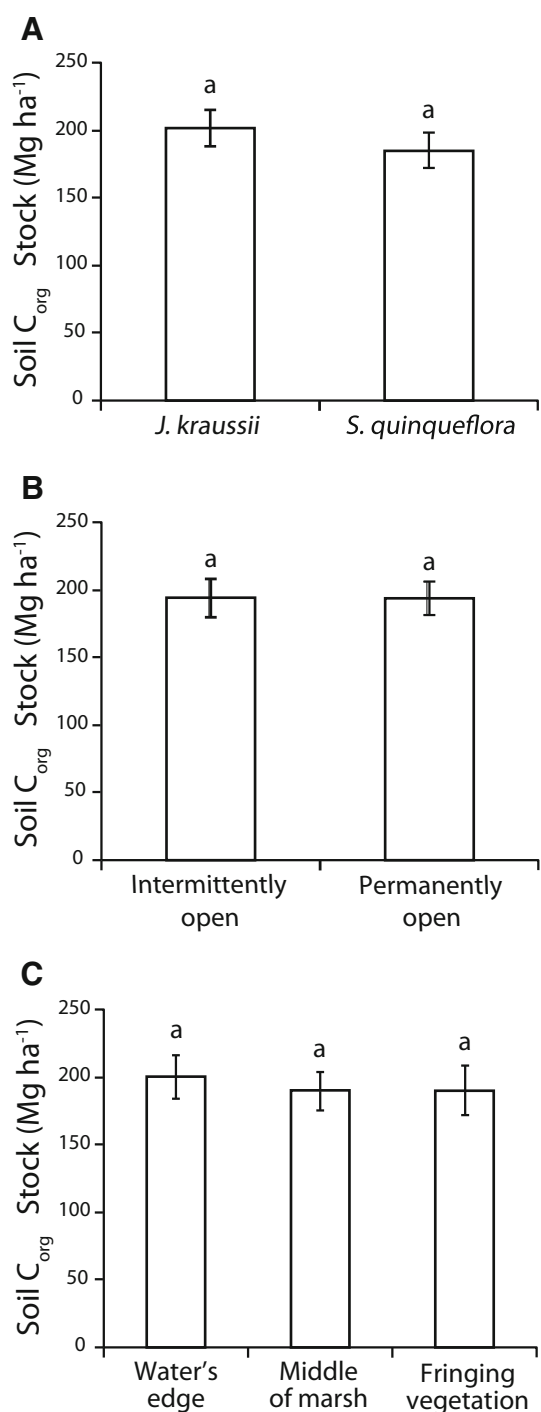 A
Soil Corg Stock (Mg ha-1)
250
200
150
100
50
0
a
a
J. kraussii
S. quinqueflora
B
Soil Corg Stock (Mg ha-1)
250
200
150
100
50
0
a
a
Intermittently
open
Permanently
open
C
Soil Corg Stock (Mg ha-1)
250
200
150
100
50
0
a
a
a
Water's
edge
Middle
of marsh
Fringing
vegetation